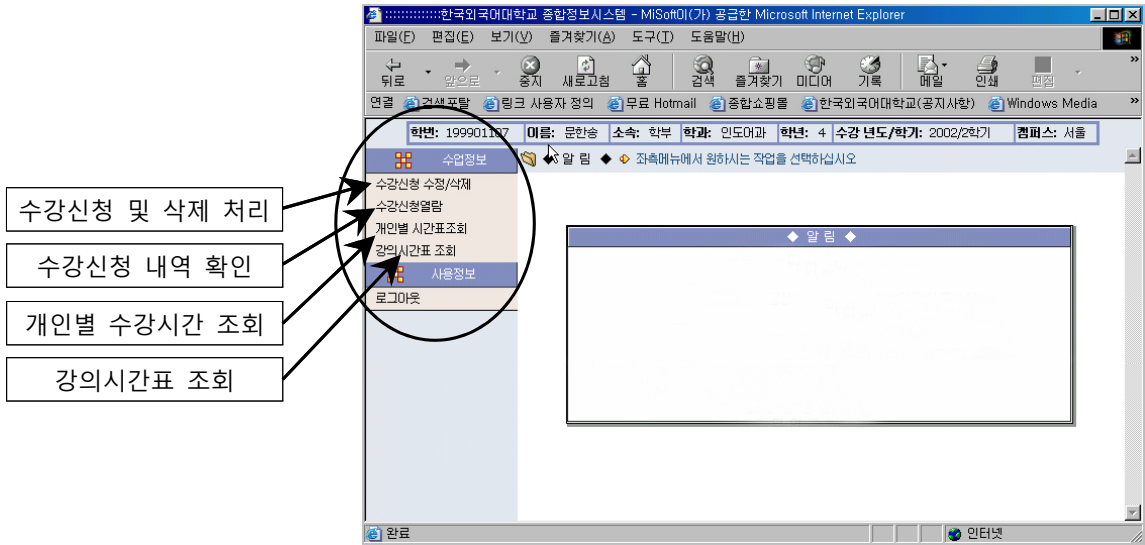 ::::::::::::::한국외국어대학교 종합정보시스템 - MiSoft이(가) 공급한 Microsoft Internet Explorer
파일(F) 편집(E) 보기(V) 즐겨찾기(A) 도구(T) 도움말(H)
뒤로 앞으로 중지 새로고침 홈 검색 즐겨찾기 미디어 기록 메일 인쇄 편집 »
연결 검색포탈 링크 사용자 정의 무료 Hotmail 종합쇼핑몰 한국외국어대학교(공지사항) Windows Media »
학번: 199901107 이름: 문한송 소속: 학부 학과: 인도어과 학년: 4 수강 년도/학기: 2002/2학기 캠퍼스: 서울
수업정보
◆ 알 림 ◆ 좌측메뉴에서 원하시는 작업을 선택하십시오
수강신청 수정/삭제
수강신청열람
개인별 시간표조회
강의시간표 조회
사용정보
로그아웃
◆ 알 림 ◆
수강신청 및 삭제 처리
수강신청 내역 확인
개인별 수강시간 조회
강의시간표 조회
완료
인터넷